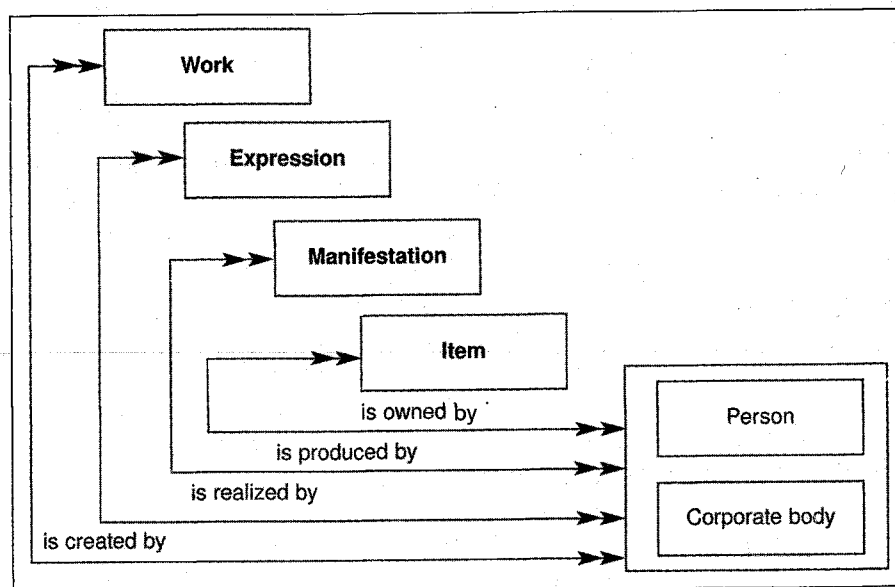 Work
Expression
Manifestation
Item
is owned by
Person
is produced by
is realized by
Corporate body
is created by